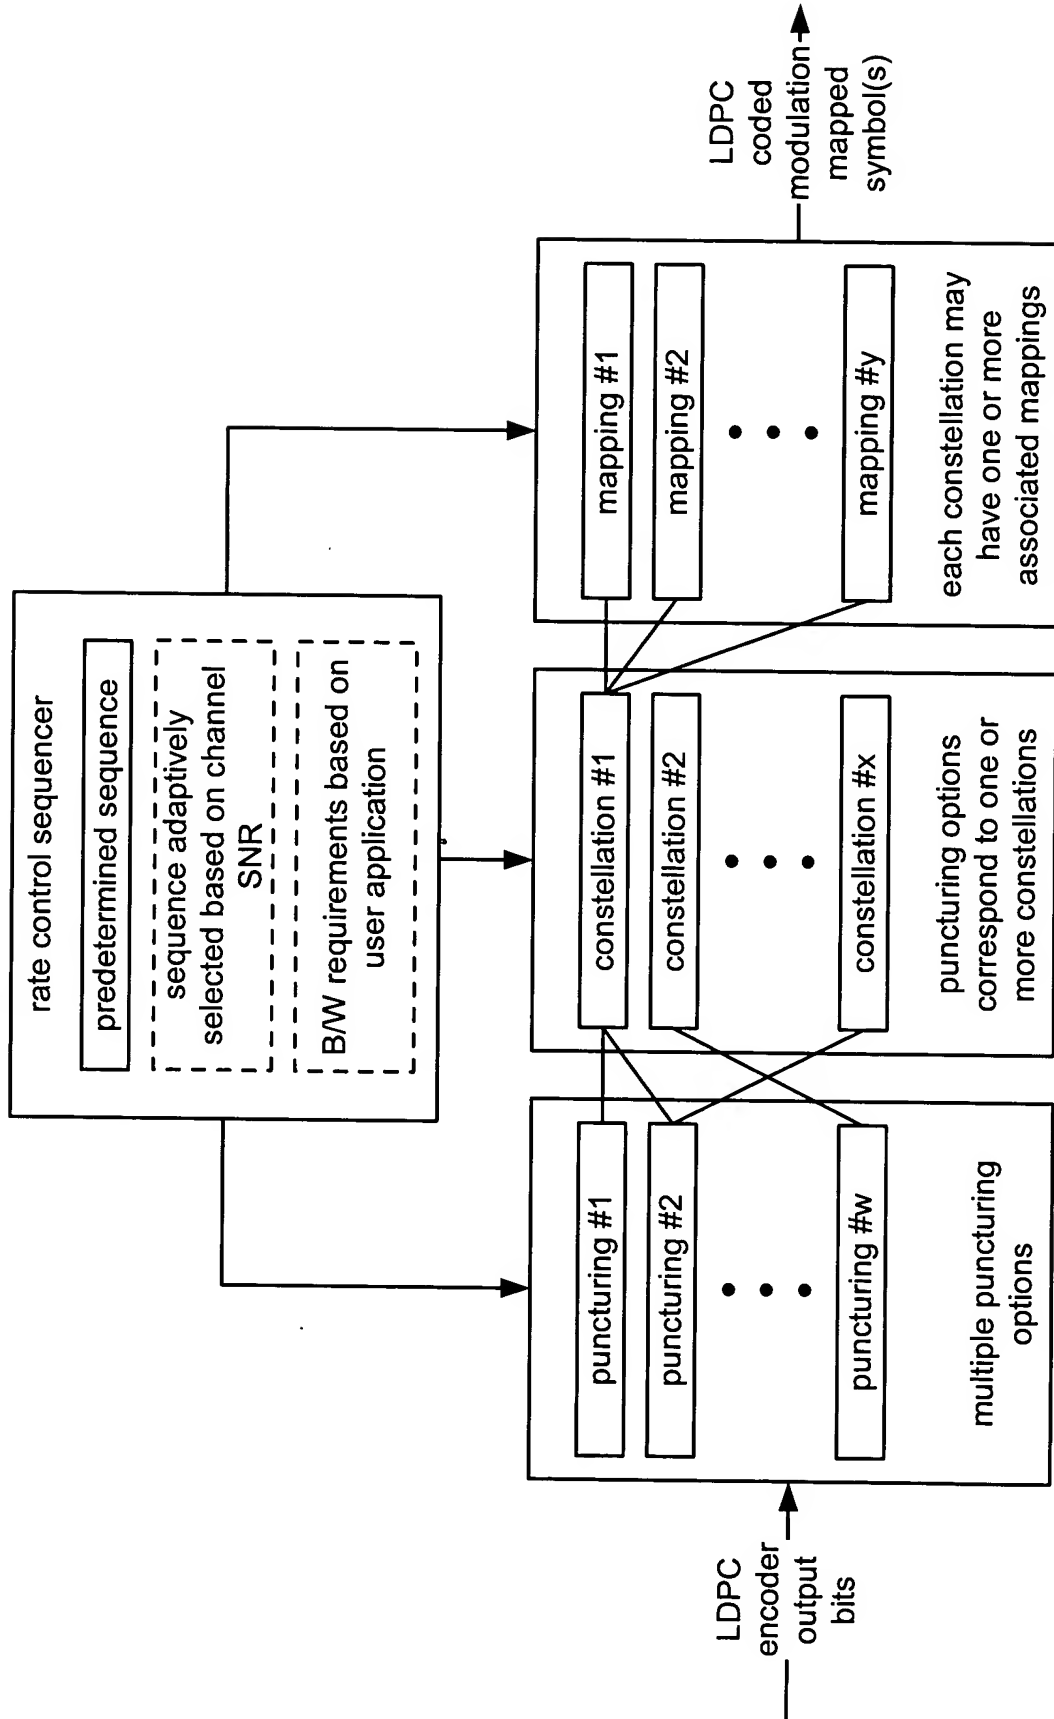 rate control sequencer
predetermined sequence
sequence adaptively
selected based on channel
SNR
B/W requirements based on
user application
LDPC
encoder
output
bits
puncturing #1
puncturing #2
puncturing #w
multiple puncturing
options
constellation #1
constellation #2
constellation #x
puncturing options
correspond to one or
more constellations
mapping #1
mapping #2
mapping #y
each constellation may
have one or more
associated mappings
LDPC
coded
modulation
mapped
symbol(s)